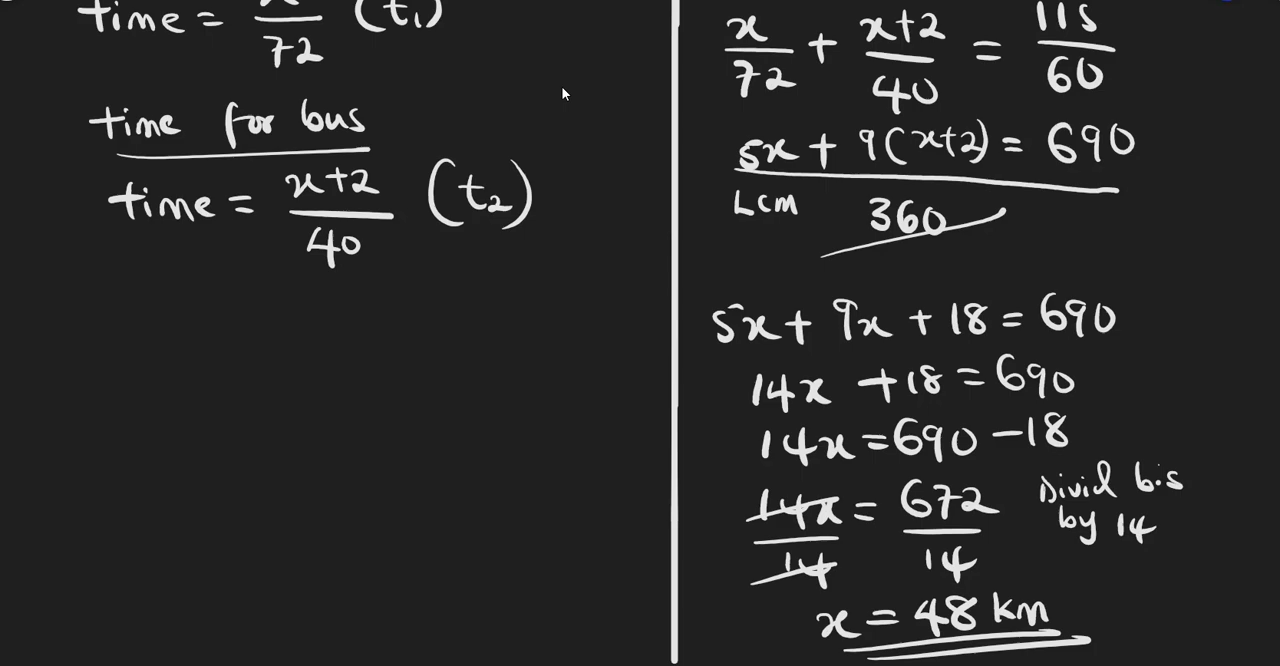 time = x/72 (t₁)
time for bus
time = x+2/40 (t₂)
x/72 + x+2/40 = 115/60
5x + 9(x+2) = 690
Lcm 360
5x + 9x + 18 = 690
14x + 18 = 690
14x = 690 - 18
14x/14 = 672/14 Divid b.s
by 14
x = 48 km